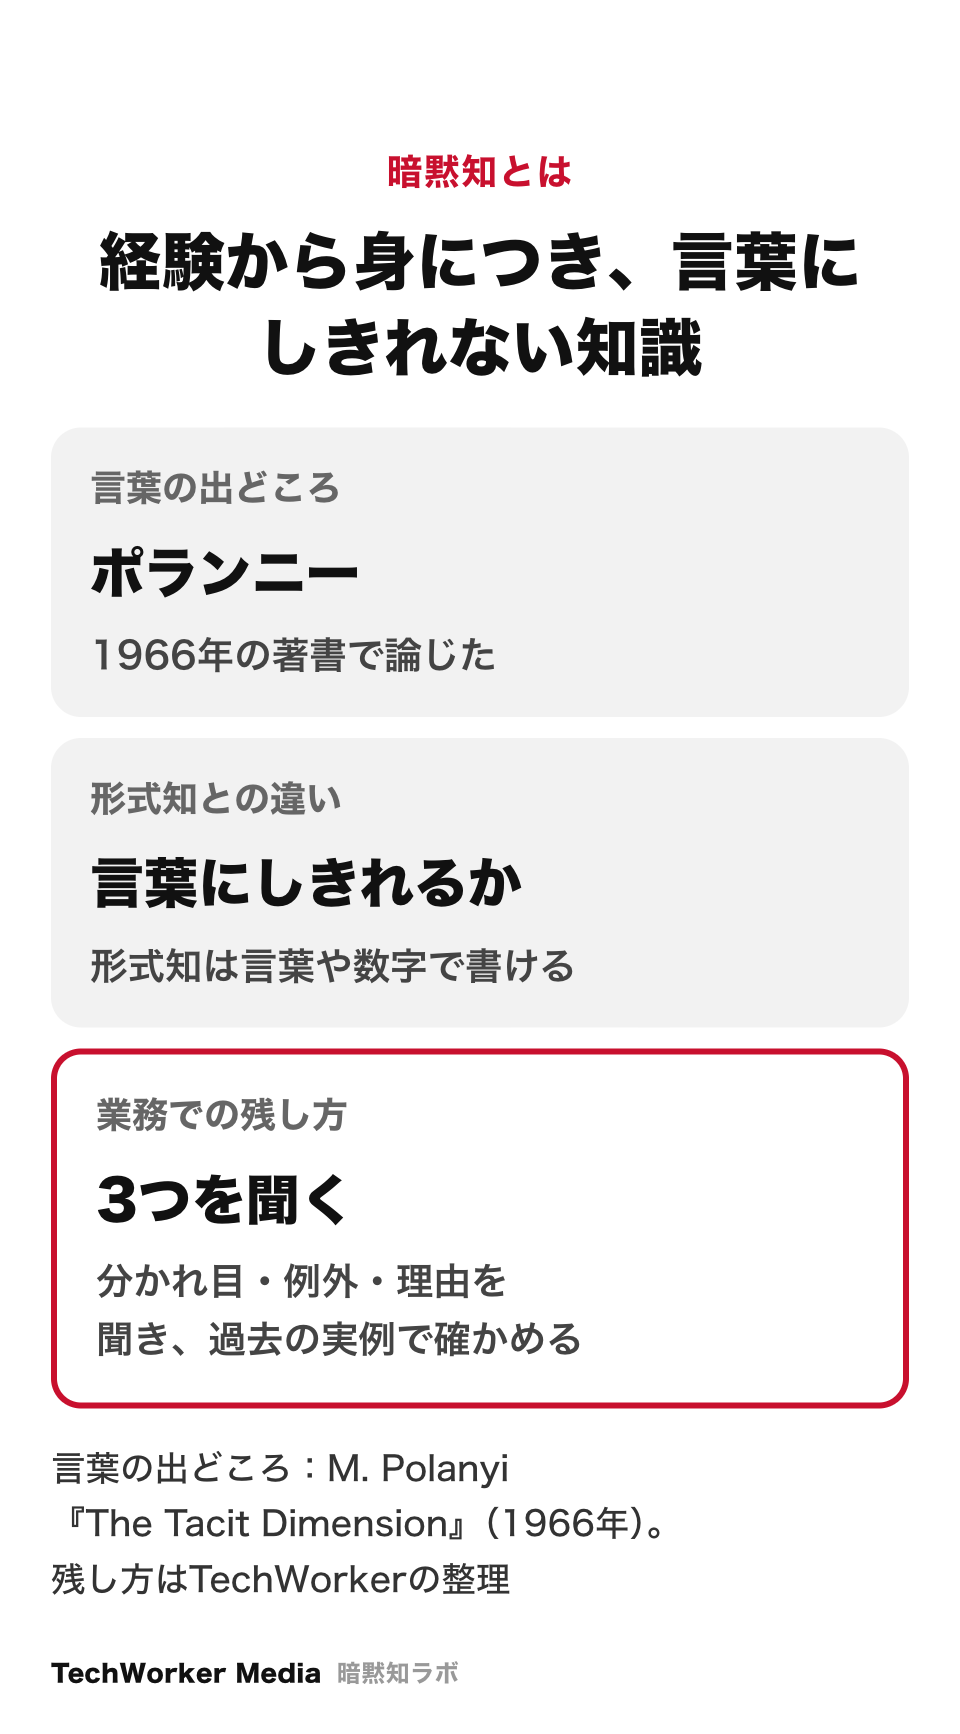 暗黙知とは
経験から身につき、言葉に
しきれない知識
言葉の出どころ
ポランニー
1966年の著書で論じた
形式知との違い
言葉にしきれるか
形式知は言葉や数字で書ける
業務での残し方
3つを聞く
分かれ目・例外・理由を
聞き、過去の実例で確かめる
言葉の出どころ：M. Polanyi
『The Tacit Dimension』（1966年）。
残し方はTechWorkerの整理
TechWorker Media 暗黙知ラボ